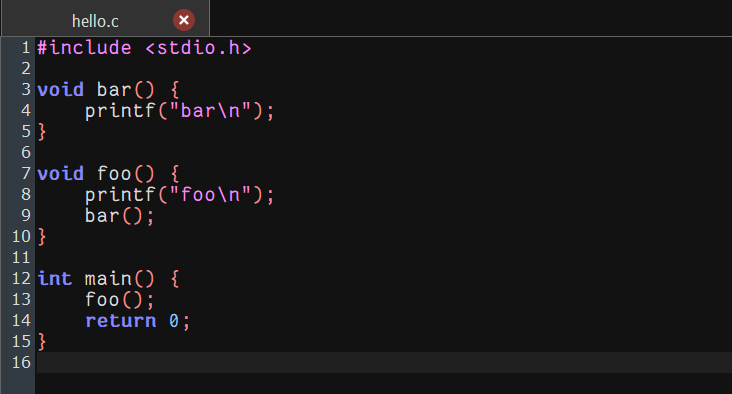 hello.c
1 #include <stdio.h>
2
3 void bar() {
4     printf("bar\n");
5 }
6
7 void foo() {
8     printf("foo\n");
9     bar();
10 }
11
12 int main() {
13     foo();
14     return 0;
15 }
16